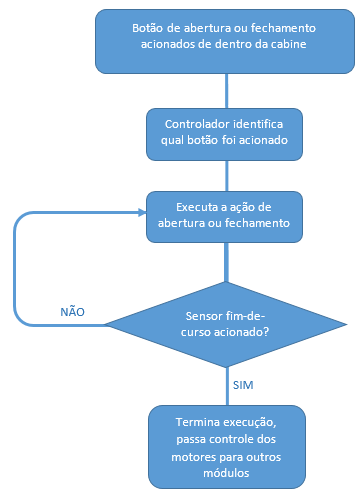 Botão de abertura ou fechamento
acionados de dentro da cabine
Controlador identifica
qual botão foi acionado
Executa a ação de
abertura ou fechamento
Sensor fim-de-
curso acionado?
NÃO
SIM
Termina execução,
passa controle dos
motores para outros
módulos